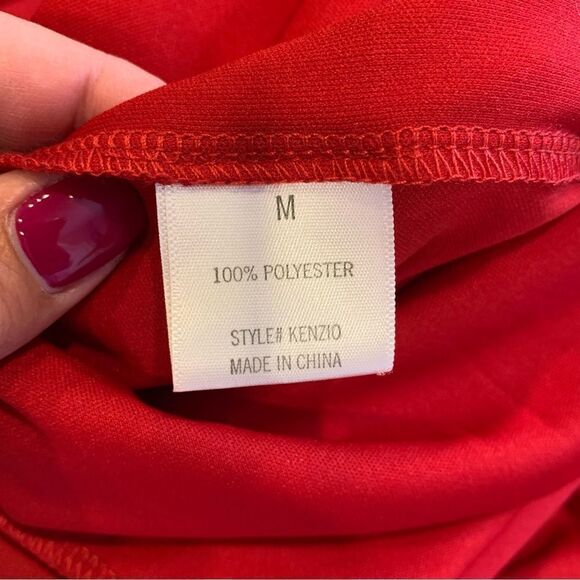 M
100% POLYESTER
STYLE# KENZIO
MADE IN CHINA